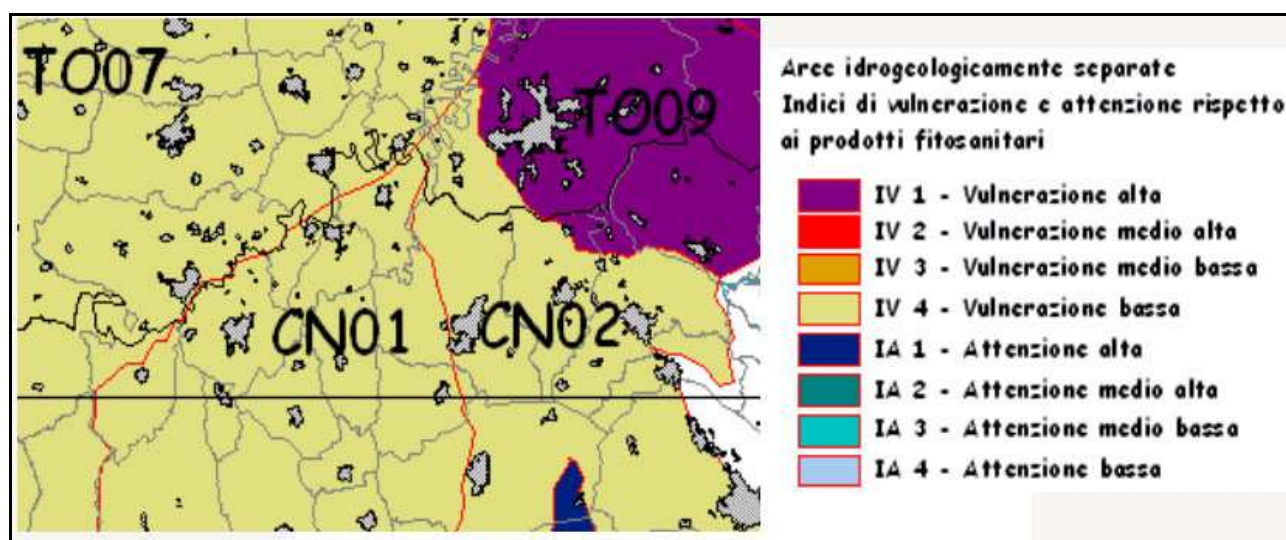 TO07
TO09
CN01
CN02
Aree idrogeologicamente separate
Indici di vulnerazione e attenzione rispetto
ai prodotti fitosanitari
IV 1 - Vulnerazione alta
IV 2 - Vulnerazione medio alta
IV 3 - Vulnerazione medio bassa
IV 4 - Vulnerazione bassa
IA 1 - Attenzione alta
IA 2 - Attenzione medio alta
IA 3 - Attenzione medio bassa
IA 4 - Attenzione bassa